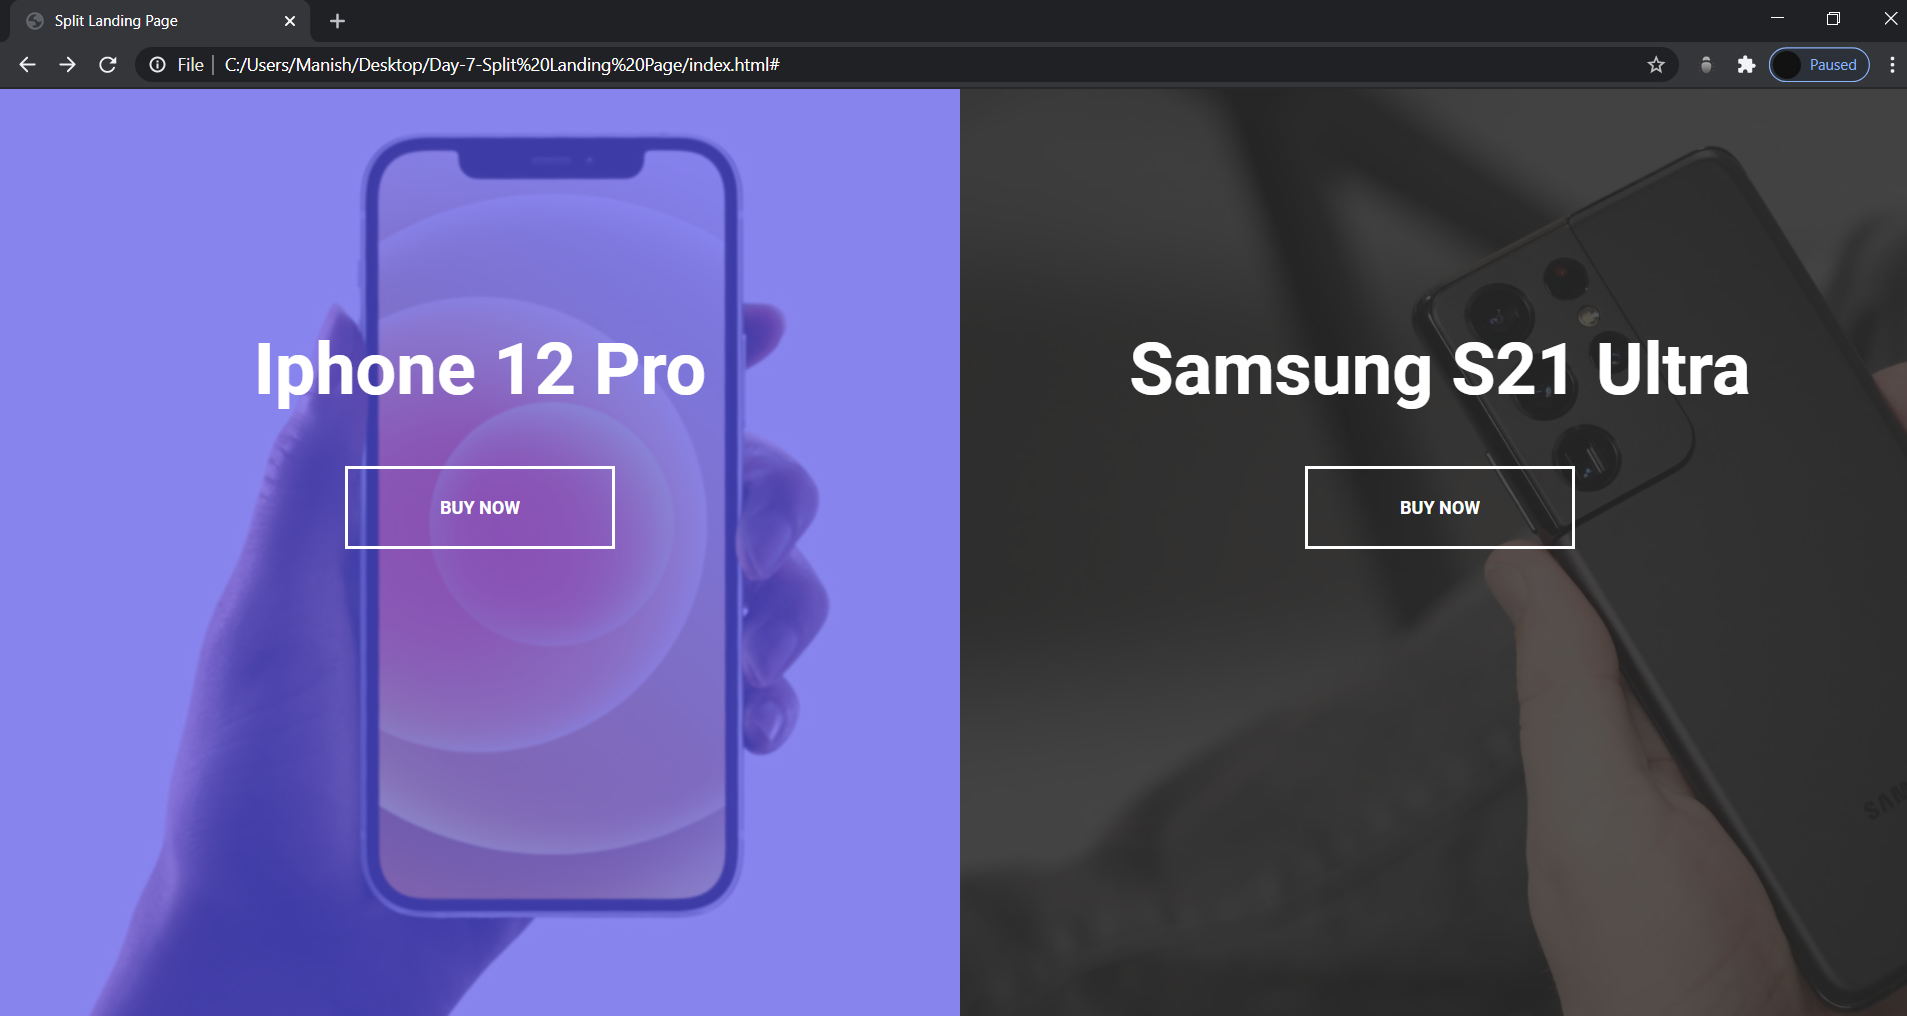 Split Landing Page
File
C:/Users/Manish/Desktop/Day-7-Split%20Landing%20Page/index.html#
Paused
Iphone 12 Pro
BUY NOW
Samsung S21 Ultra
BUY NOW
SAM